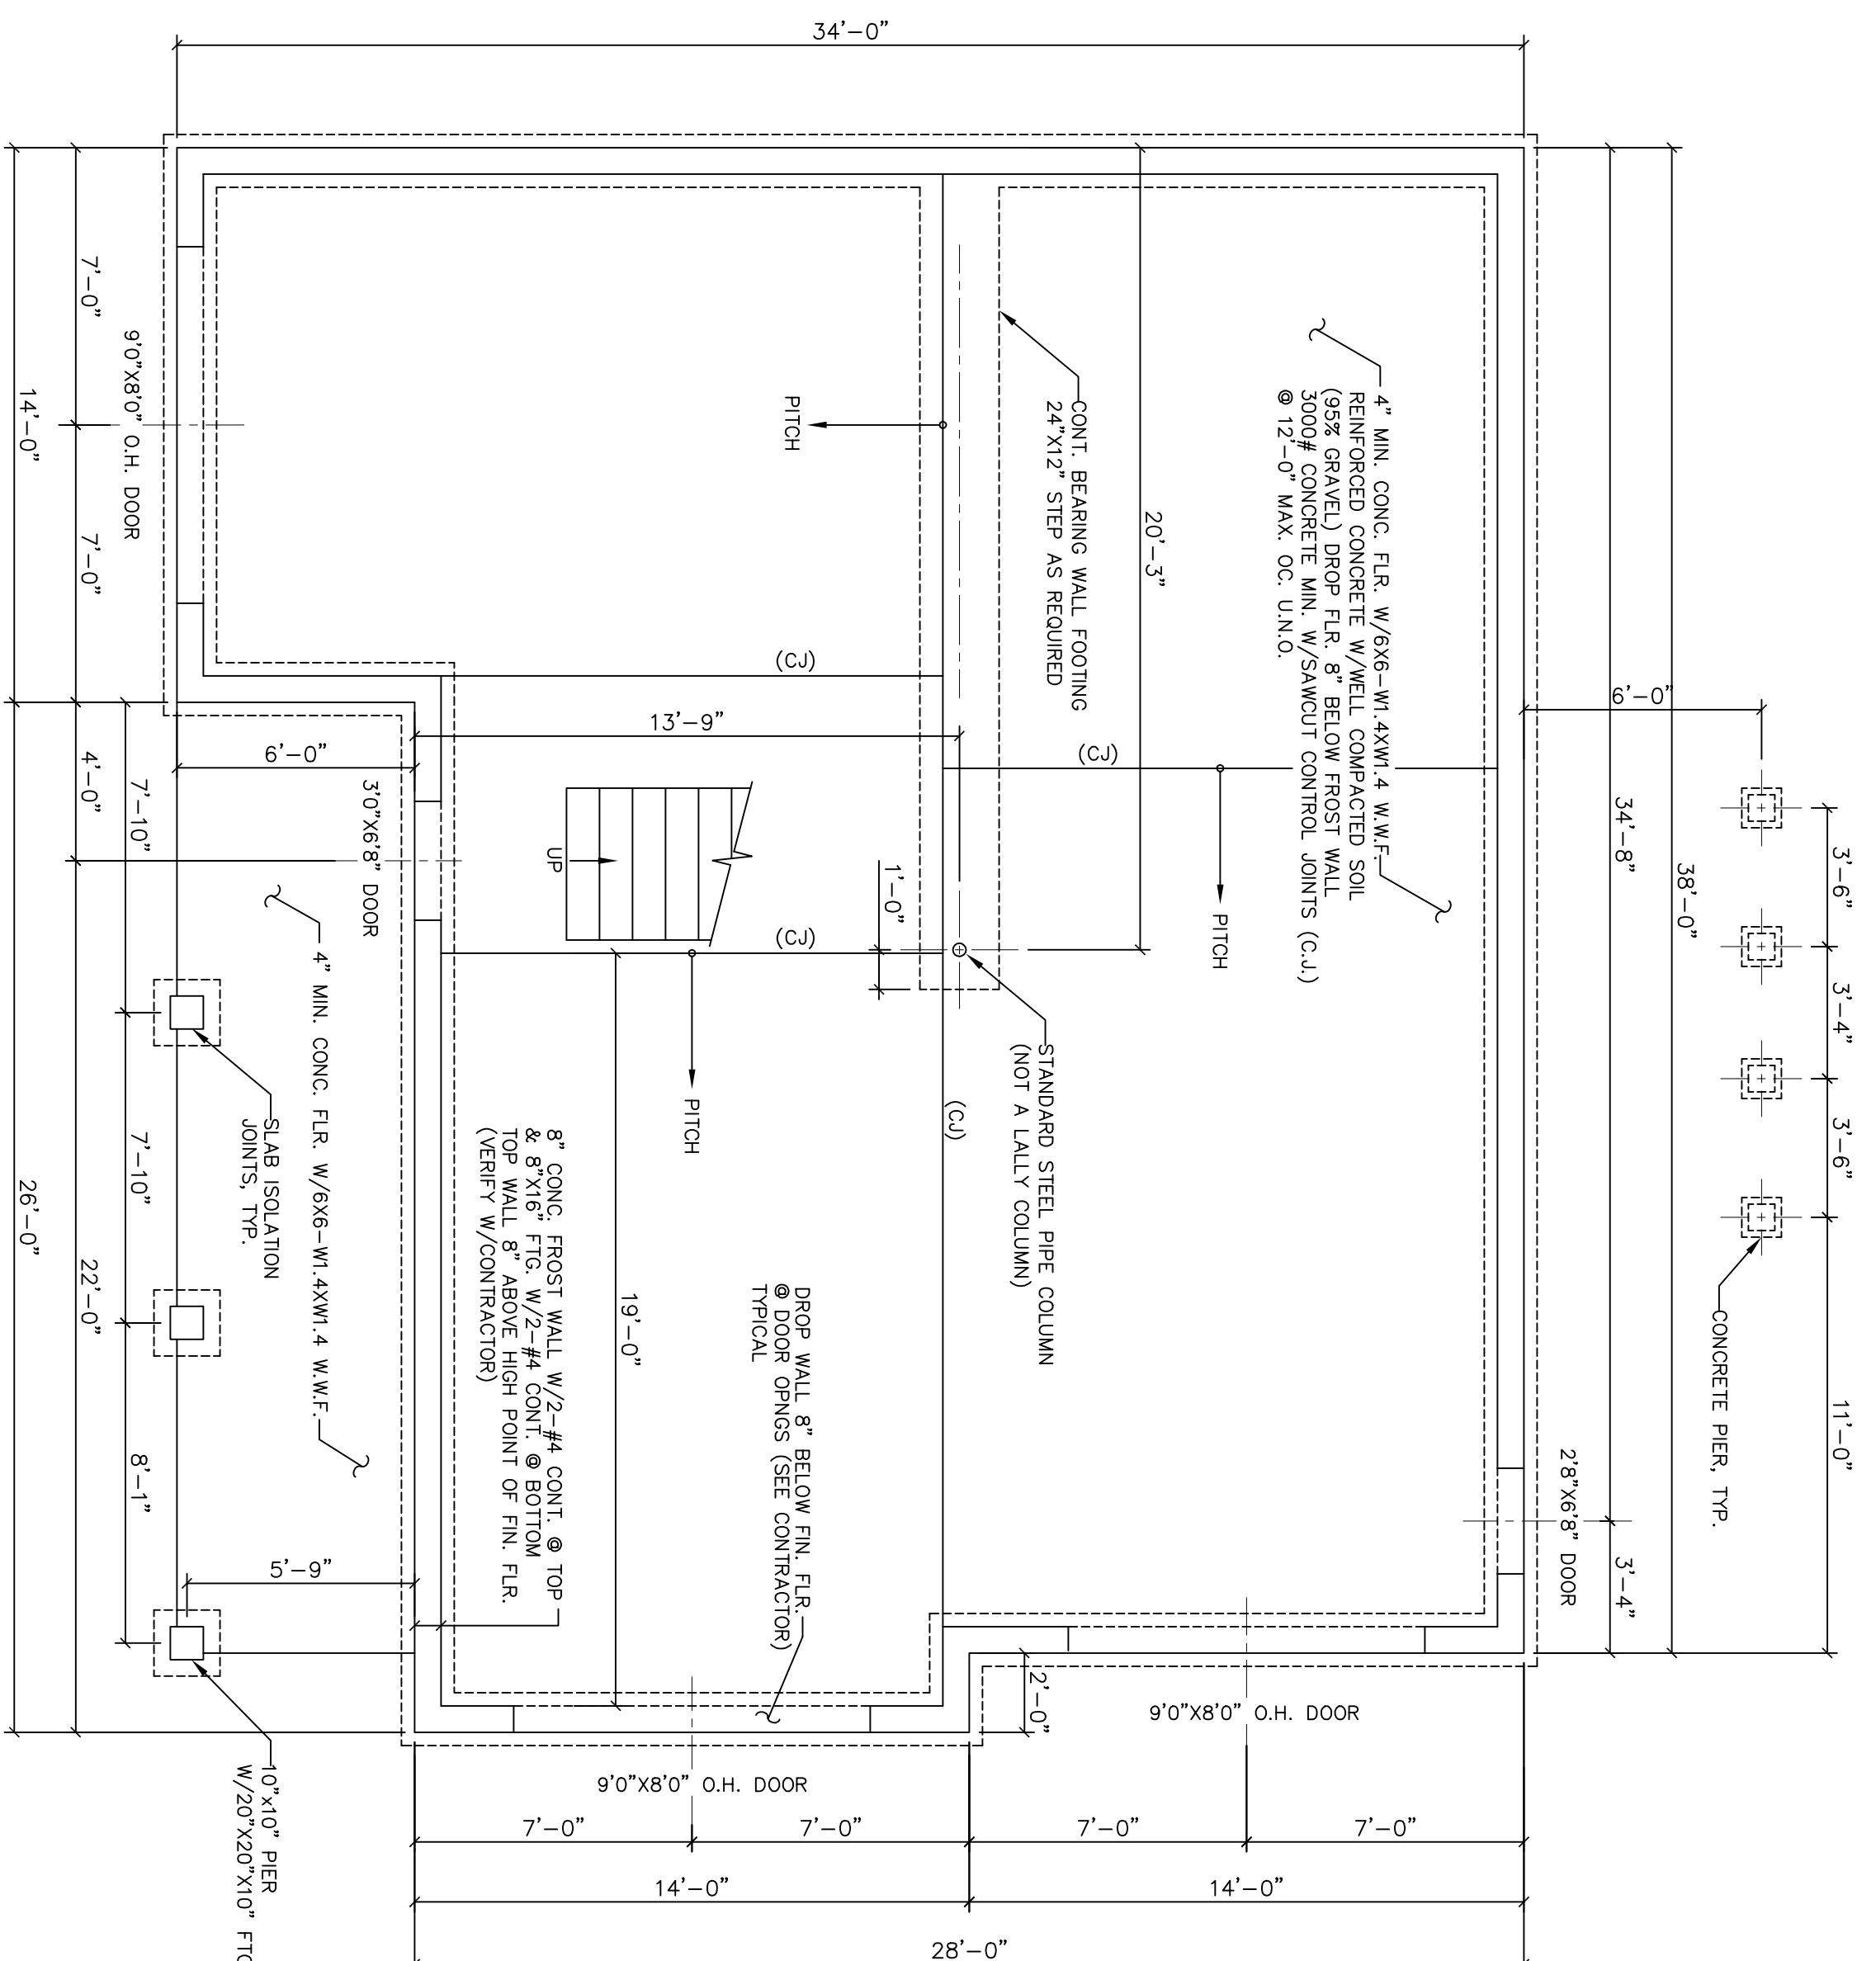 34'-0"
20'-3"
34'-8"
38'-0"
6'-0"
3'-6"
3'-4"
3'-6"
11'-0"
CONCRETE PIER, TYP.
4" MIN. CONC. FLR. W/6X6-W1.4XW1.4 W.W.F.
REINFORCED CONCRETE W/WELL COMPACTED SOIL
(95% GRAVEL) DROP FLR. 8" BELOW FROST WALL
3000# CONCRETE MIN. W/SAWCUT CONTROL JOINTS (C.J.)
@ 12'-0" MAX. OC. U.N.O.
CONT. BEARING WALL FOOTING
24"X12" STEP AS REQUIRED
PITCH
(CJ)
(CJ)
PITCH
7'-0"
9'0"X8'0" O.H. DOOR
7'-0"
14'-0"
13'-9"
6'-0"
3'0"X6'8" DOOR
UP
(CJ)
1'-0"
PITCH
(CJ)
STANDARD STEEL PIPE COLUMN
(NOT A LALLY COLUMN)
4'-0"
7'-10"
4" MIN. CONC. FLR. W/6X6-W1.4XW1.4 W.W.F.
SLAB ISOLATION
JOINTS, TYP.
7'-10"
22'-0"
26'-0"
8'-1"
5'-9"
19'-0"
8" CONC. FROST WALL W/2-#4 CONT. @ TOP
& 8"X16" FTG. W/2-#4 CONT. @ BOTTOM
TOP WALL 8" ABOVE HIGH POINT OF FIN. FLR.
(VERIFY W/CONTRACTOR)
DROP WALL 8" BELOW FIN. FLR.
@ DOOR OPNGS (SEE CONTRACTOR)
TYPICAL
2'8"X6'8" DOOR
3'-4"
2'-0"
9'0"X8'0" O.H. DOOR
9'0"X8'0" O.H. DOOR
10"x10" PIER
W/20"X20"X10"
7'-0"
7'-0"
7'-0"
7'-0"
14'-0"
14'-0"
28'-0"